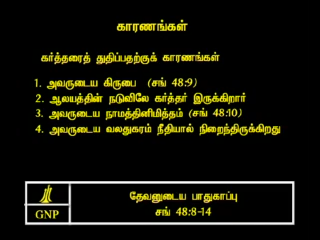 காரணங்கள்
கர்த்தரைத் துதிப்பதற்குக் காரணங்கள்
1. அவருடைய கிருபை (சங் 48:9)
2. ஆலயத்தின் நடுவிலே கர்த்தர் இருக்கிறார்
3. அவருடைய நாமத்தினிமித்தம் (சங் 48:10)
4. அவருடைய வலதுகரம் நீதியால் நிறைந்திருக்கிறது
தேவனுடைய பாதுகாப்பு
GNP
சங் 48:8-14